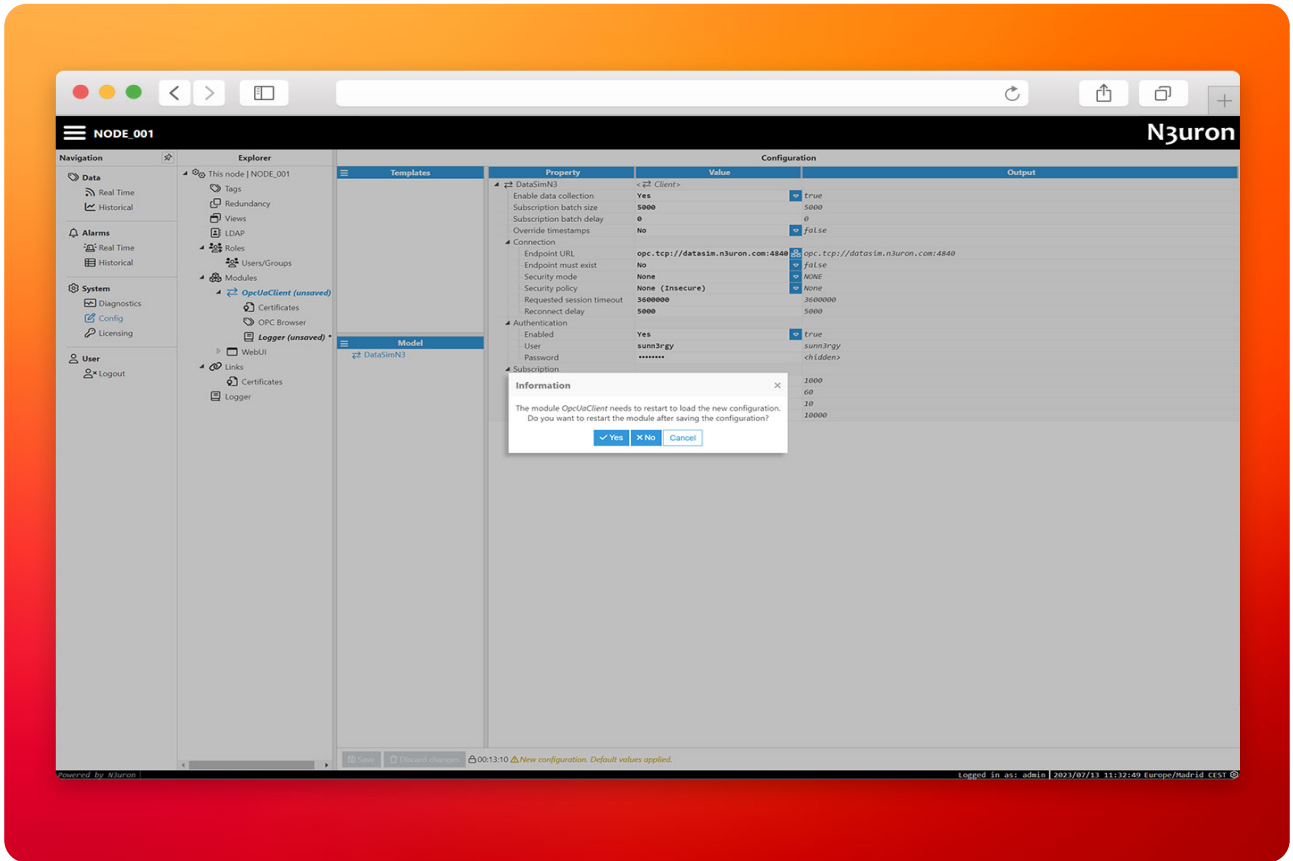 NODE_001
N3uron
Navigation
Data
Real Time
Historical
Alarms
Real Time
Historical
System
Diagnostics
Config
Licensing
User
Logout
Explorer
This node | NODE_001
Tags
Redundancy
Views
LDAP
Roles
Users/Groups
Modules
OpcUaClient (unsaved)
Certificates
OPC Browser
Logger (unsaved) *
WebUI
Links
Certificates
Logger
Configuration
Templates
Model
DataSimN3
Property Value Output
DataSimN3 <Client>
Enable data collection Yes true
Subscription batch size 5000 5000
Subscription batch delay 0 0
Override timestamps No false
Connection
Endpoint URL opc.tcp://datasim.n3uron.com:4840 opc.tcp://datasim.n3uron.com:4840
Endpoint must exist No false
Security mode None NONE
Security policy None (Insecure) None
Requested session timeout 3600000 3600000
Reconnect delay 5000 5000
Authentication
Enabled Yes true
User sunn3rgy sunn3rgy
Password •••••••• <hidden>
Subscription
1000
60
10
10000
Information
The module OpcUaClient needs to restart to load the new configuration.
Do you want to restart the module after saving the configuration?
Yes No Cancel
Save Discard changes 00:13:10 New configuration. Default values applied.
Powered by N3uron
Logged in as: admin 2023/07/13 11:32:49 Europe/Madrid CEST